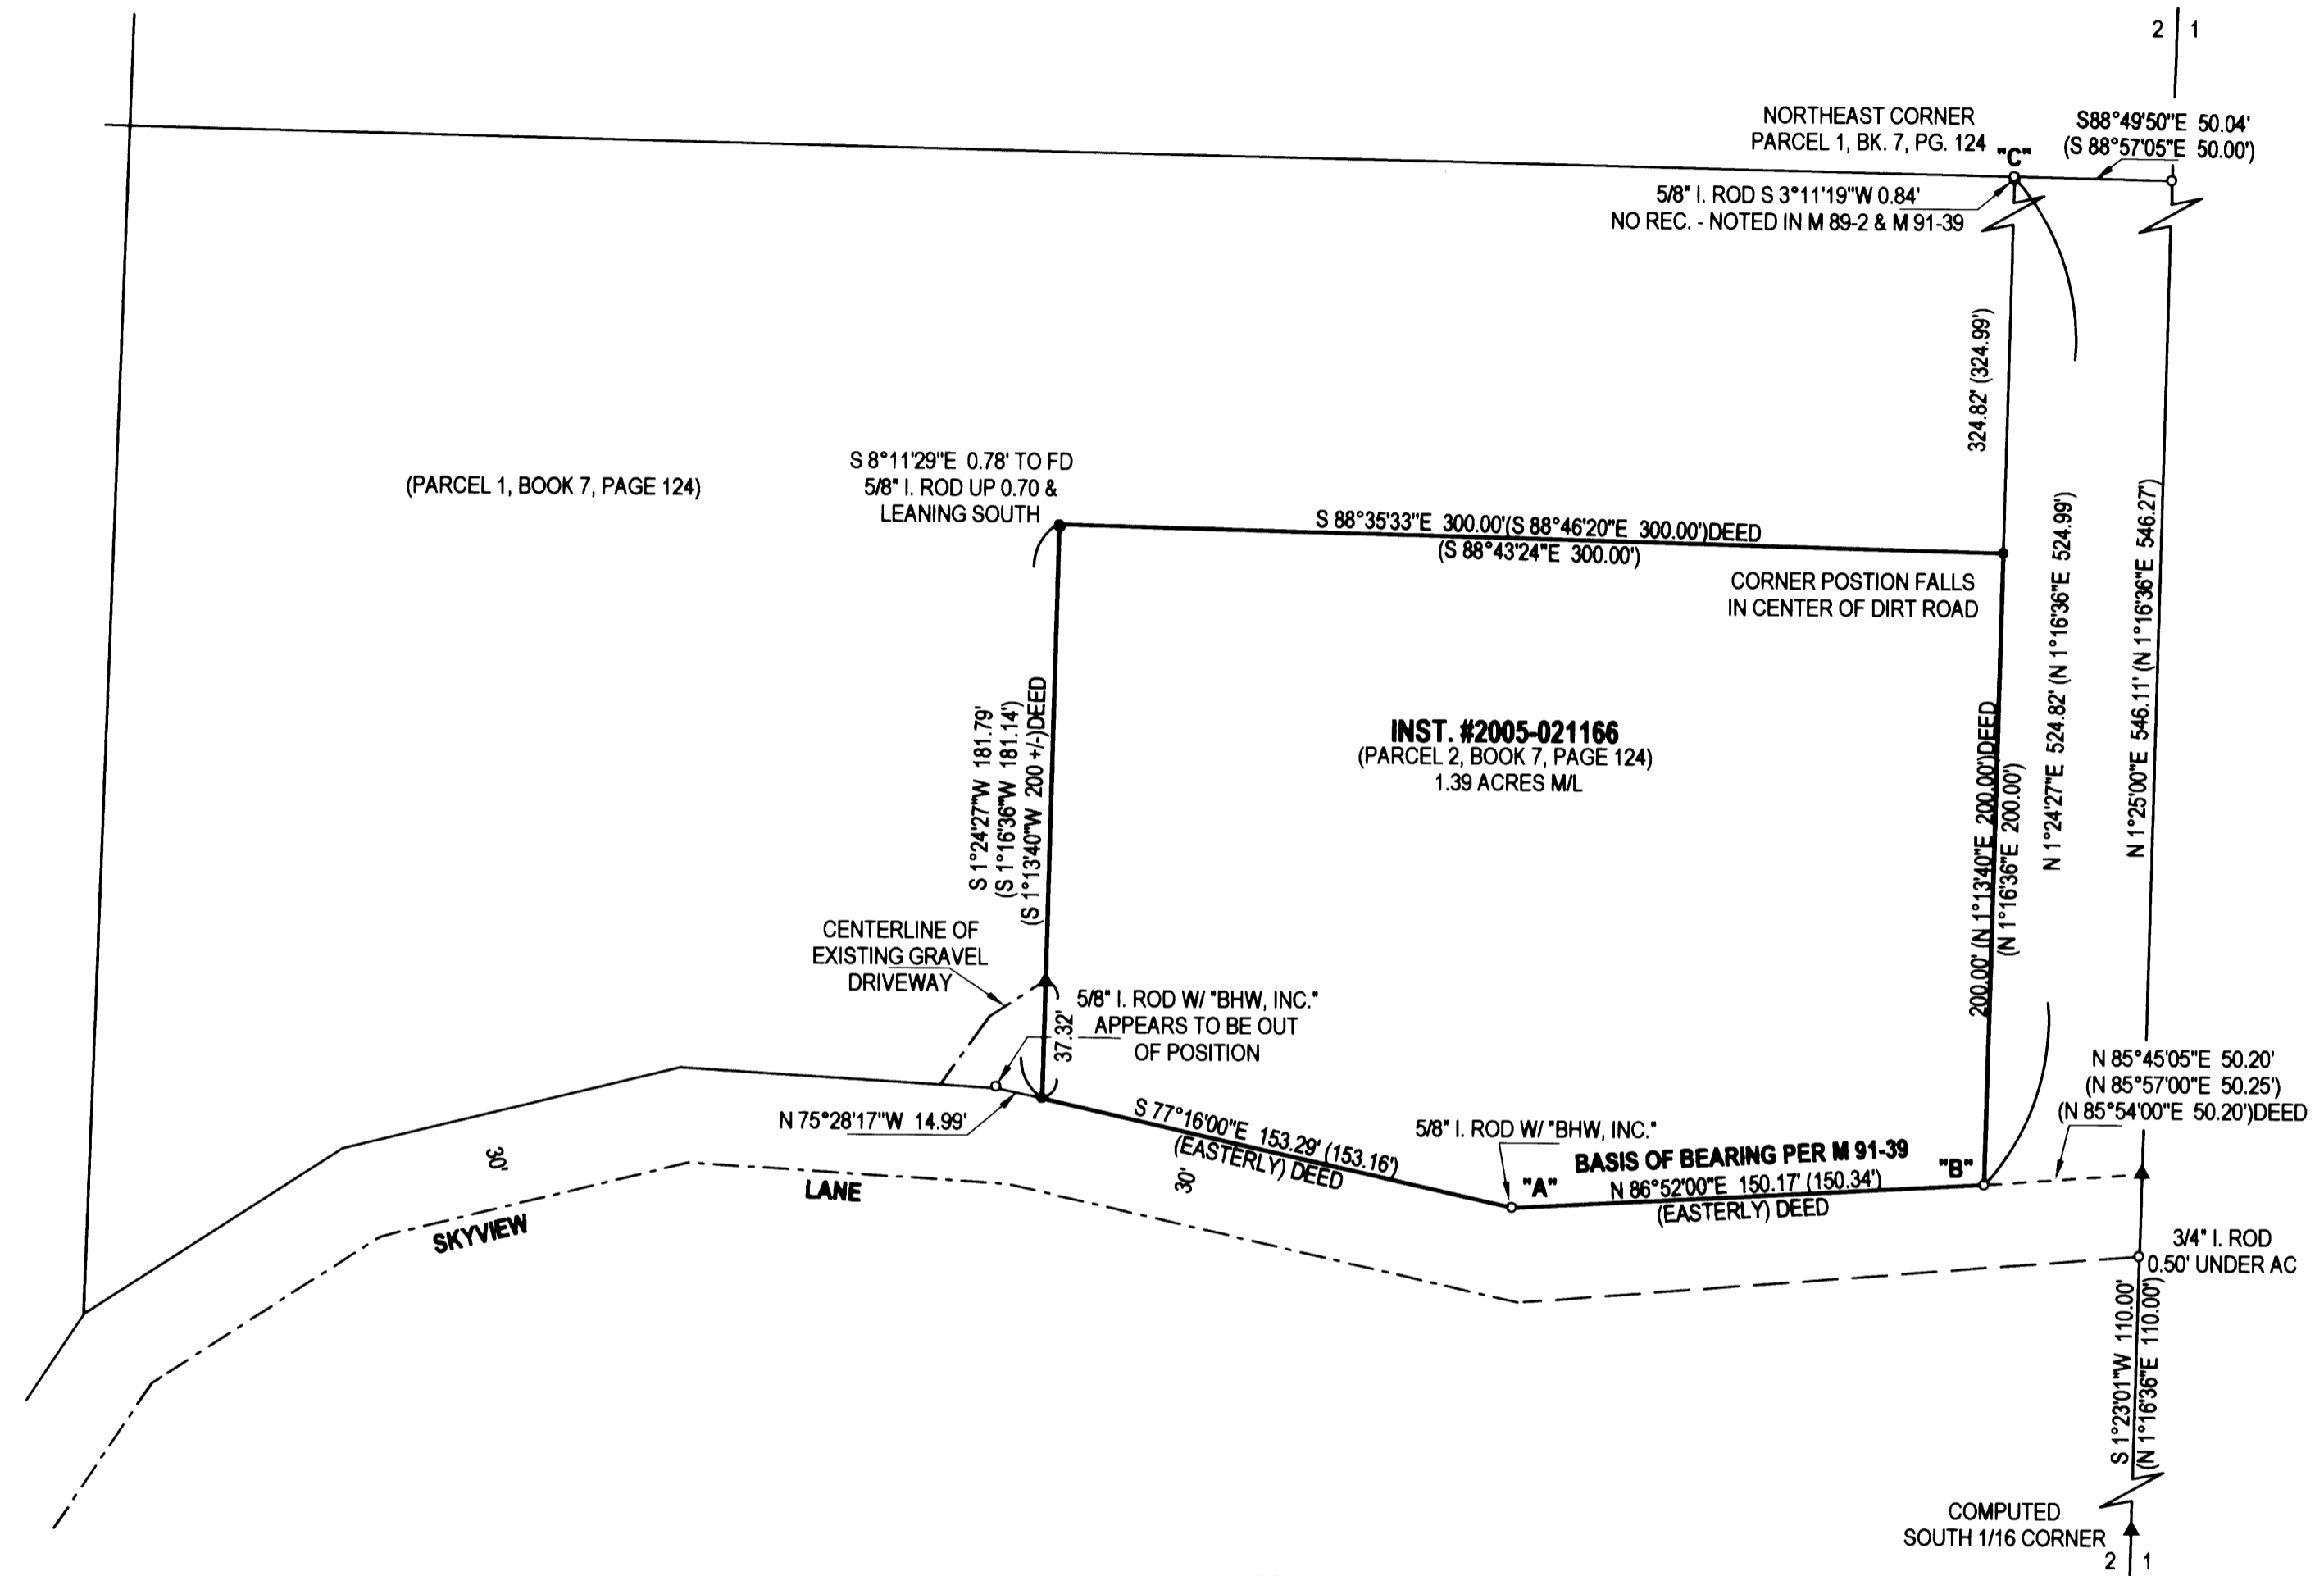 2 1
NORTHEAST CORNER
PARCEL 1, BK. 7, PG. 124
"C"
S88°49'50"E 50.04'
(S 88°57'05"E 50.00')
5/8" I. ROD S 3°11'19"W 0.84'
NO REC. - NOTED IN M 89-2 & M 91-39
324.82' (324.99')
(PARCEL 1, BOOK 7, PAGE 124)
S 8°11'29"E 0.78' TO FD
5/8" I. ROD UP 0.70 &
LEANING SOUTH
S 88°35'33"E 300.00'(S 88°46'20"E 300.00')DEED
(S 88°43'24"E 300.00')
CORNER POSTION FALLS
IN CENTER OF DIRT ROAD
N 1°24'27"E 524.82' (N 1°16'36"E 524.99')
N 1°25'00"E 546.11' (N 1°16'36"E 546.27')
S 1°24'27"W 181.79'
(S 1°16'36"W 181.14')
(S 1°13'40"W 200 +/-)DEED
INST. #2005-021166
(PARCEL 2, BOOK 7, PAGE 124)
1.39 ACRES M/L
200.00' (N 1°13'40"E 200.00')DEED
(N 1°16'36"E 200.00')
CENTERLINE OF
EXISTING GRAVEL
DRIVEWAY
37.32'
5/8" I. ROD W/ "BHW, INC."
APPEARS TO BE OUT
OF POSITION
N 75°28'17"W 14.99'
S 77°16'00"E 153.29' (153.16')
(EASTERLY) DEED
5/8" I. ROD W/ "BHW, INC."
"A"
BASIS OF BEARING PER M 91-39
N 86°52'00"E 150.17' (150.34')
(EASTERLY) DEED
"B"
N 85°45'05"E 50.20'
(N 85°57'00"E 50.25')
(N 85°54'00"E 50.20')DEED
30'
30'
SKYVIEW
LANE
3/4" I. ROD
0.50' UNDER AC
S 1°23'01"W 110.00'
(N 1°16'36"E 110.00')
COMPUTED
SOUTH 1/16 CORNER
2 1